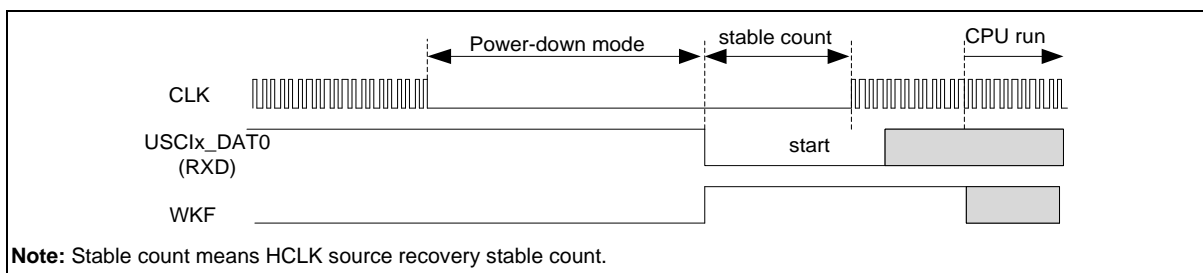 Power-down mode
stable count
CPU run
CLK
USCIx_DAT0
(RXD)
start
WKF
Note: Stable count means HCLK source recovery stable count.